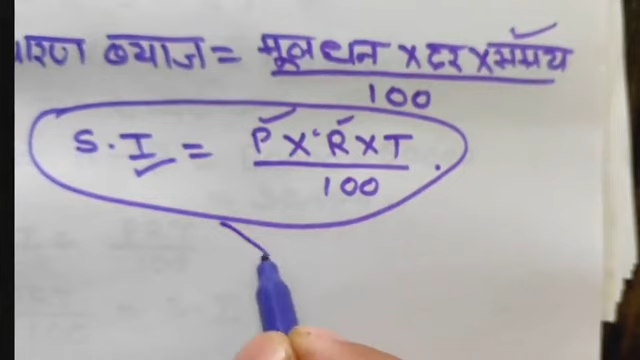 ब्याज = मूलधन × दर × समय
100
S.I = P × R × T
100